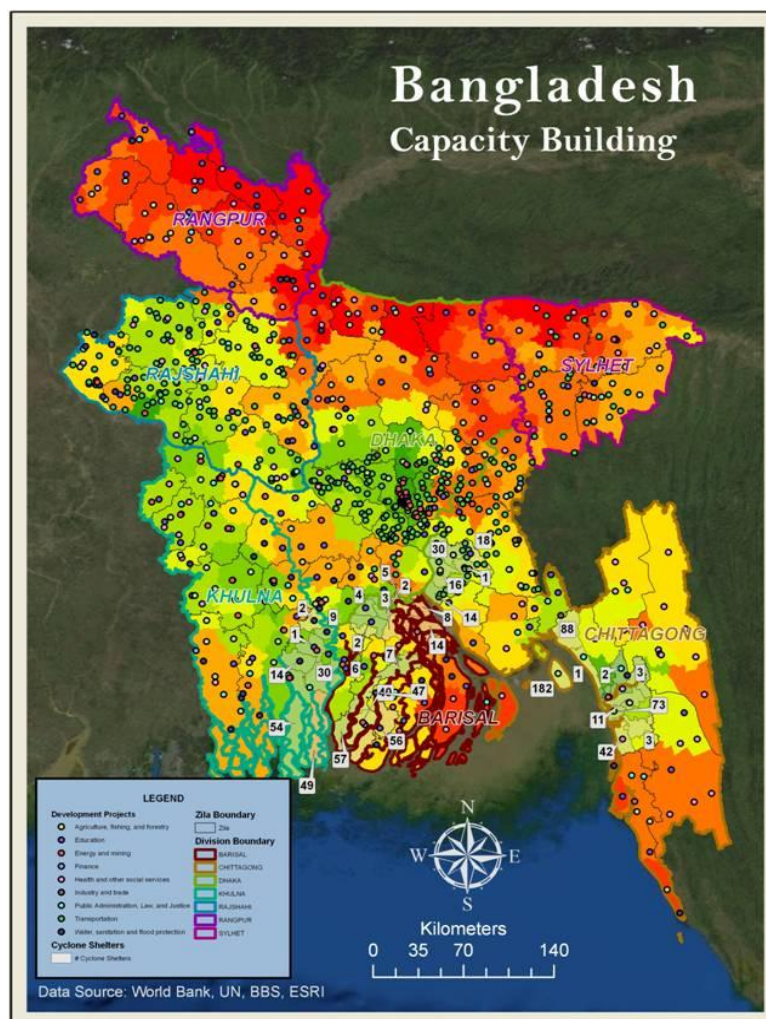 Bangladesh
Capacity Building
RANGPUR
RAJSHAHI
SYLHET
DHAKA
18
30
5
2
16
1
KHULNA
4
3
2
9
8
14
88
CHITTAGONG
1
2
14
7
14
30
6
182
1
2
3
40
47
73
54
BARISAL
11
56
57
42
3
49
LEGEND
Development Projects
Agriculture, fishing, and forestry
Education
Energy and mining
Finance
Health and other social services
Industry and trade
Public Administration, Law, and Justice
Transportation
Water, sanitation and flood protection
Cyclone Shelters
# Cyclone Shelters
Zila Boundary
Zila
Division Boundary
BARISAL
CHITTAGONG
DHAKA
KHULNA
RAJSHAHI
RANGPUR
SYLHET
N
W E
S
Kilometers
0 35 70 140
Data Source: World Bank, UN, BBS, ESRI